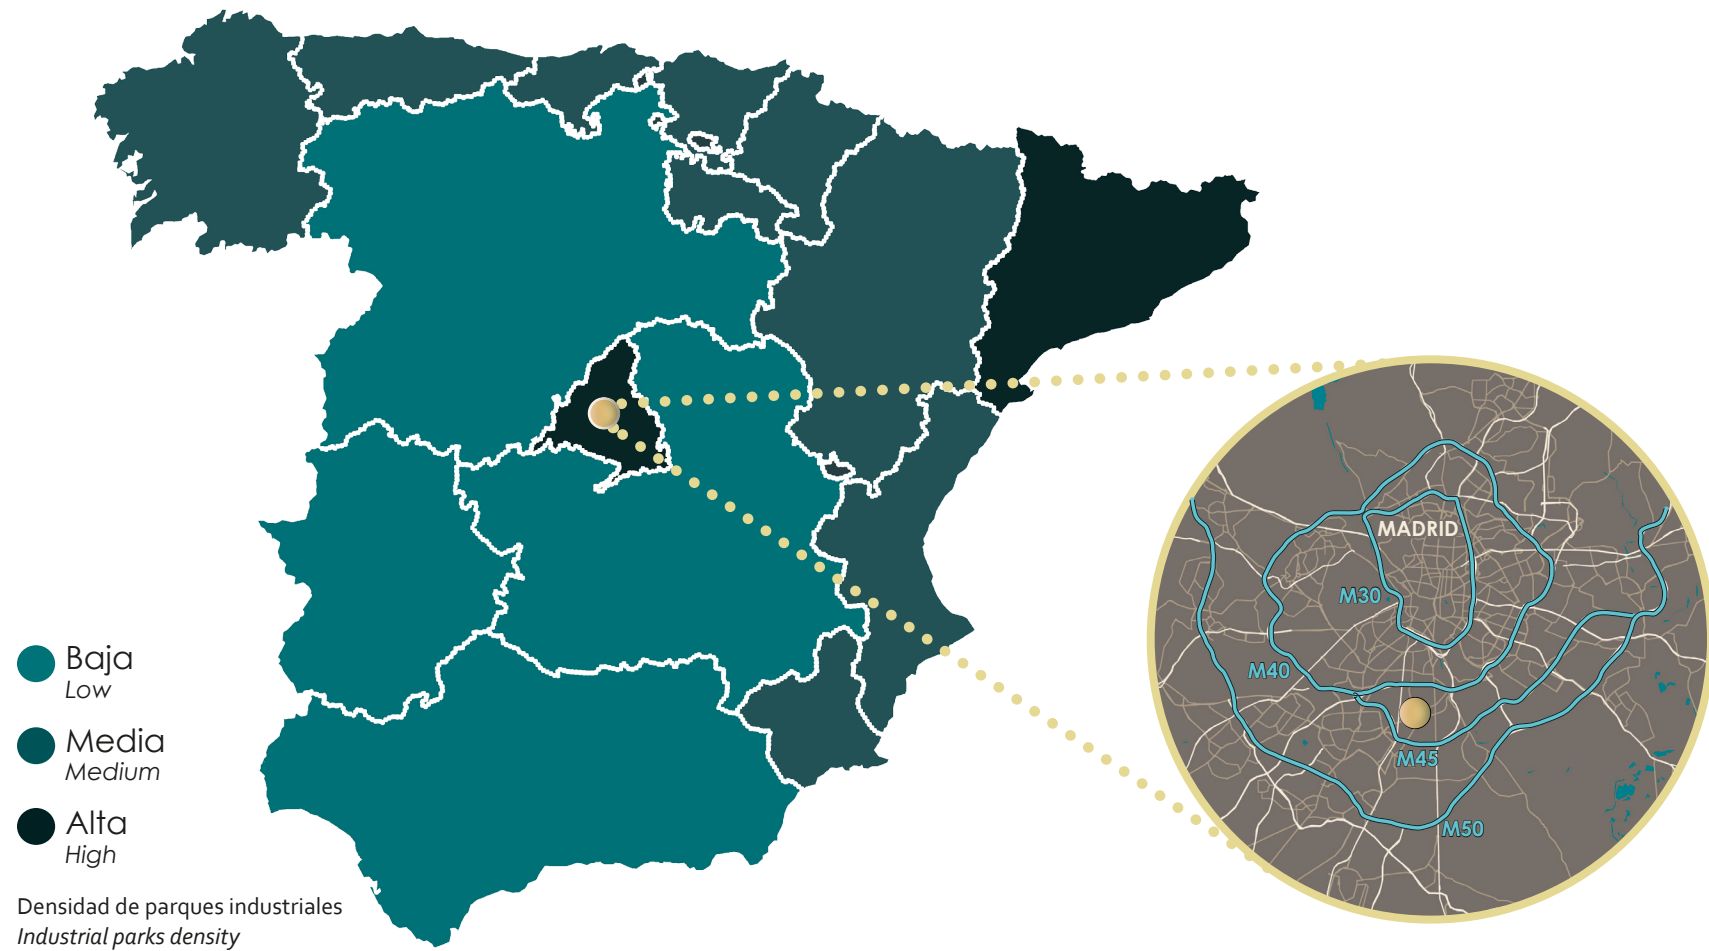 Baja
Low
Media
Medium
Alta
High
Densidad de parques industriales
Industrial parks density
MADRID
M30
M40
M45
M50